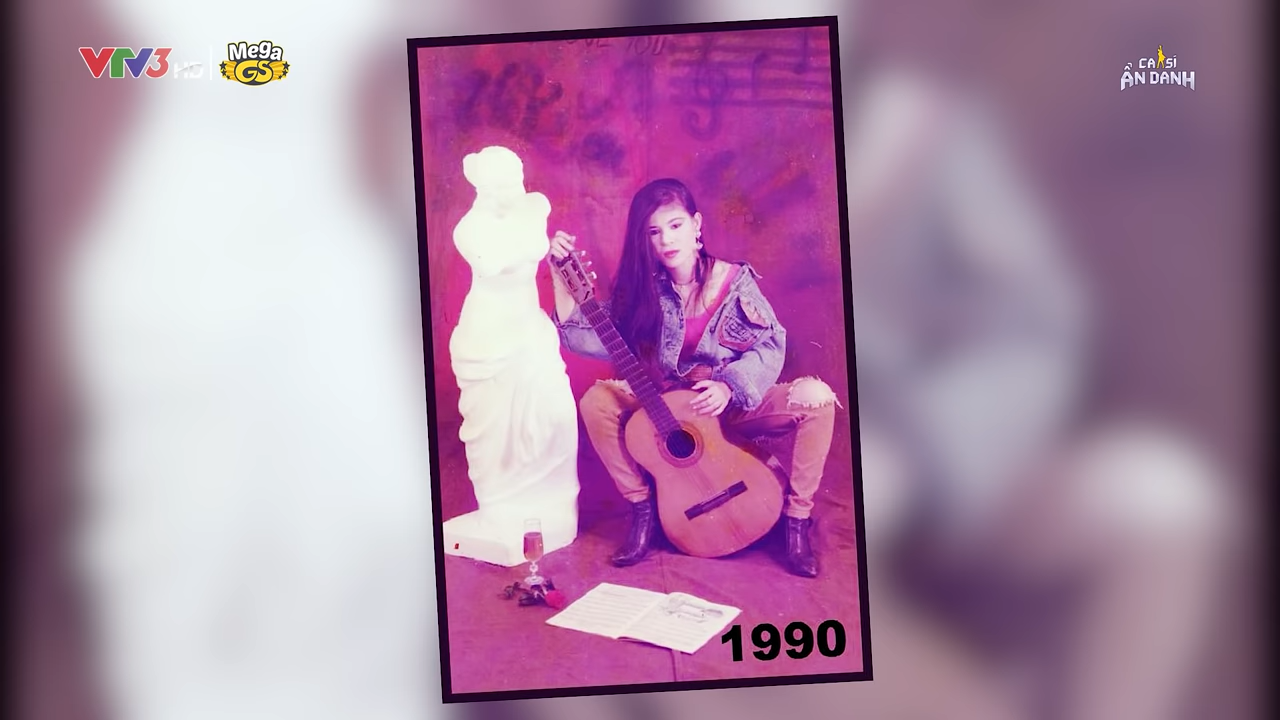 VTV3 HD
Mega
GS
CA SĨ
ẨN DANH
1990